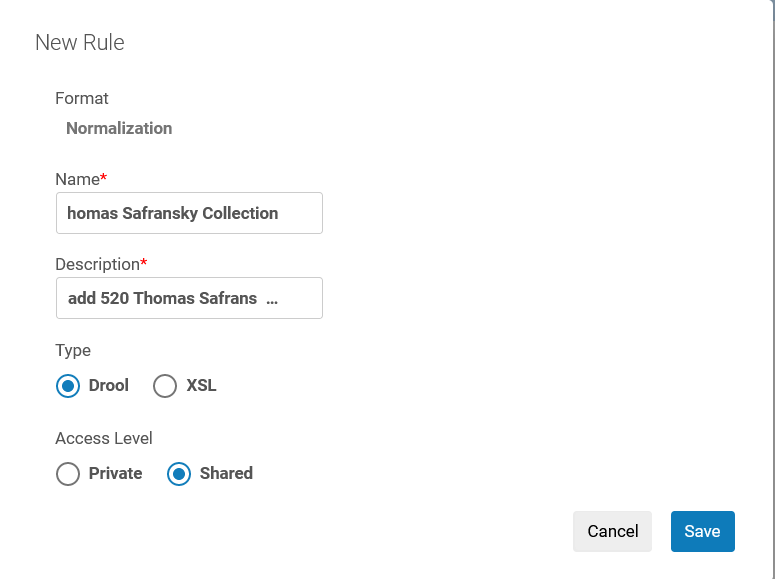 New Rule
Format
Normalization
Name*
homas Safransky Collection
Description*
add 520 Thomas Safrans ...
Type
Drool XSL
Access Level
Private Shared
Cancel Save